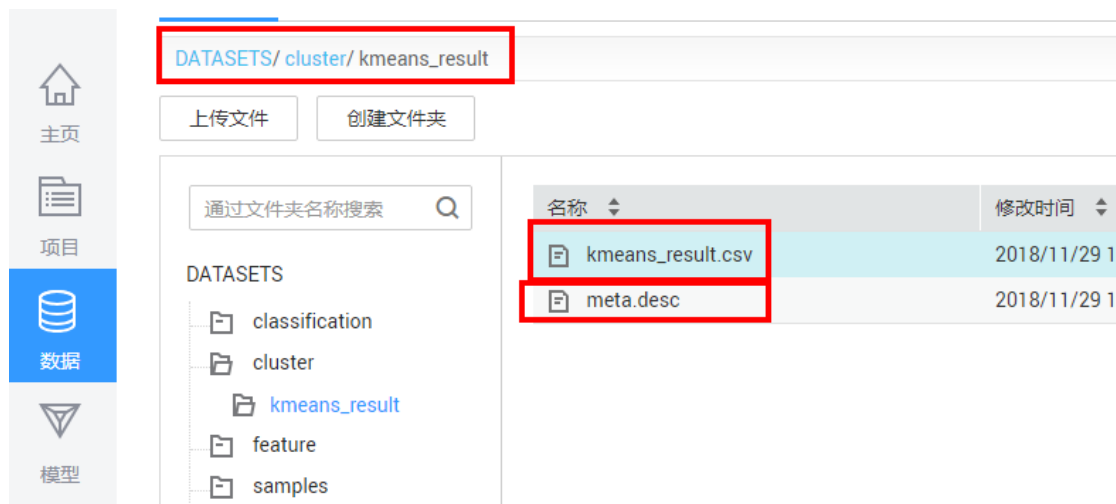 DATASETS/ cluster/ kmeans_result
上传文件 创建文件夹
主页
项目
数据
模型
通过文件夹名称搜索
DATASETS
classification
cluster
kmeans_result
feature
samples
名称 修改时间
kmeans_result.csv 2018/11/29 1
meta.desc 2018/11/29 1